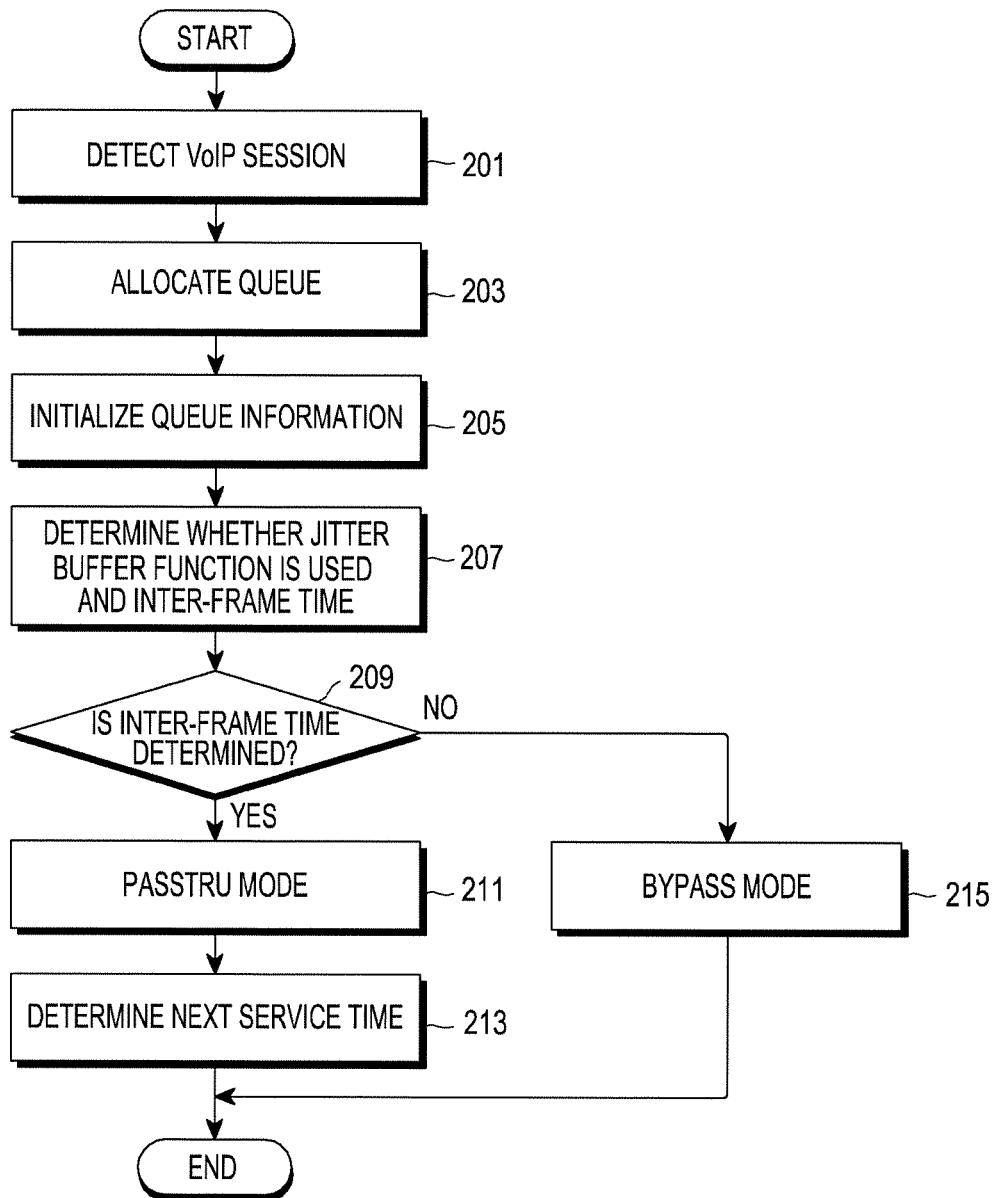 START
DETECT VoIP SESSION
201
ALLOCATE QUEUE
203
INITIALIZE QUEUE INFORMATION
205
DETERMINE WHETHER JITTER
BUFFER FUNCTION IS USED
AND INTER-FRAME TIME
207
209
IS INTER-FRAME TIME
DETERMINED?
NO
YES
PASSTRU MODE
211
BYPASS MODE
215
DETERMINE NEXT SERVICE TIME
213
END